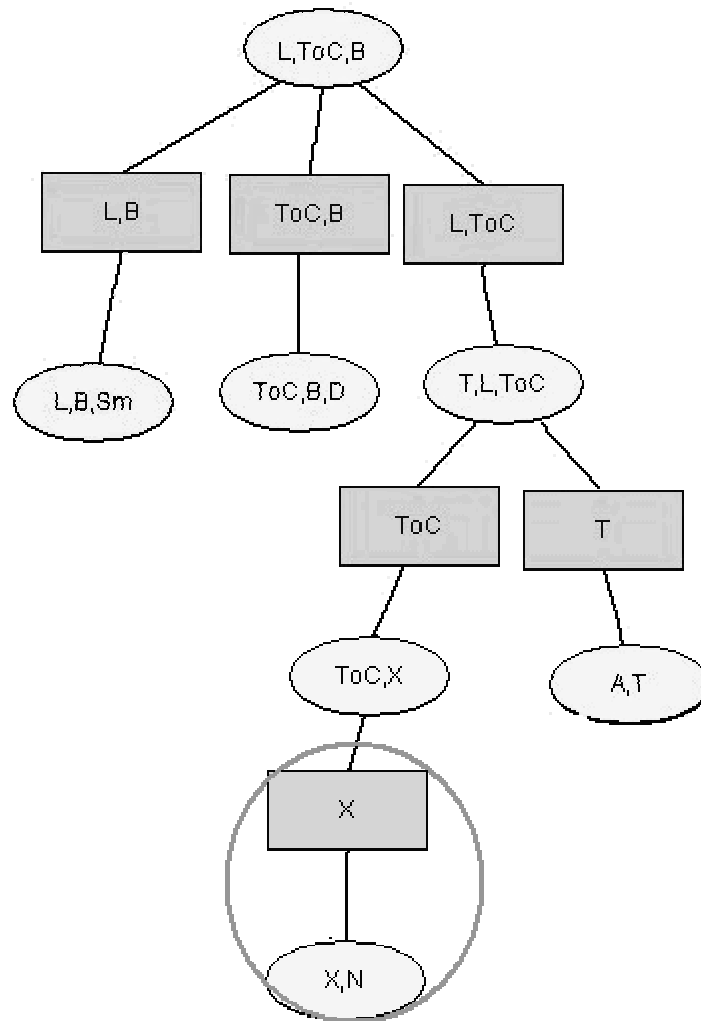 L,ToC,B
L,B
ToC,B
L,ToC
L,B,Sm
ToC,B,D
T,L,ToC
ToC
T
ToC,X
A,T
X
X,N